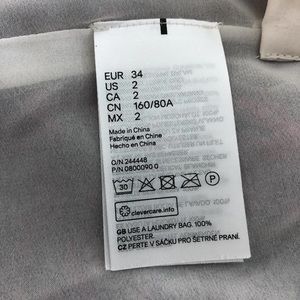 EUR 34
US 2
CA 2
CN 160/80A
MX 2
Made in China
Fabriqué en Chine
Hecho en China
O/N 244448
P/N 0800090 0
30
P
clevercare.info
GB USE A LAUNDRY BAG. 100%
POLYESTER.
CZ PERTE V SÁČKU PRO ŠETRNÉ PRANÍ.